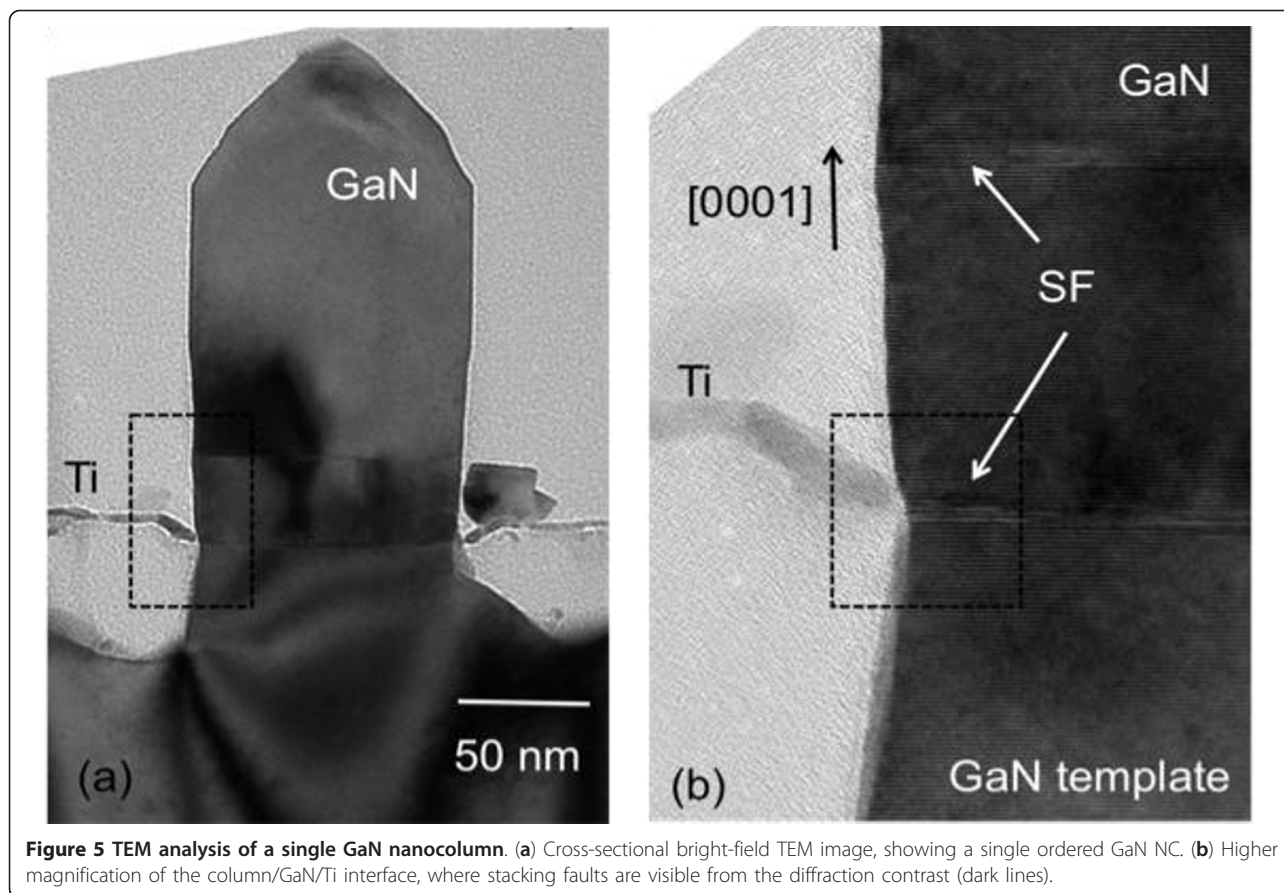 GaN
Ti
50 nm
(a)
GaN
[0001]
SF
Ti
(b)
GaN template
Figure 5 TEM analysis of a single GaN nanocolumn. (a) Cross-sectional bright-field TEM image, showing a single ordered GaN NC. (b) Higher
magnification of the column/GaN/Ti interface, where stacking faults are visible from the diffraction contrast (dark lines).